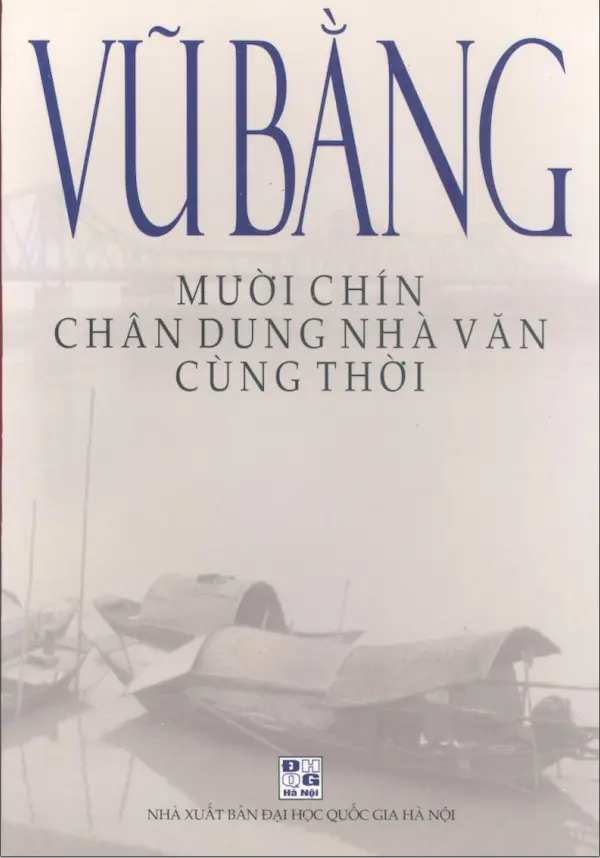 VŨ BẰNG
MƯỜI CHÍN
CHÂN DUNG NHÀ VĂN
CÙNG THỜI
ĐH
QG
Hà Nội
NHÀ XUẤT BẢN ĐẠI HỌC QUỐC GIA HÀ NỘI